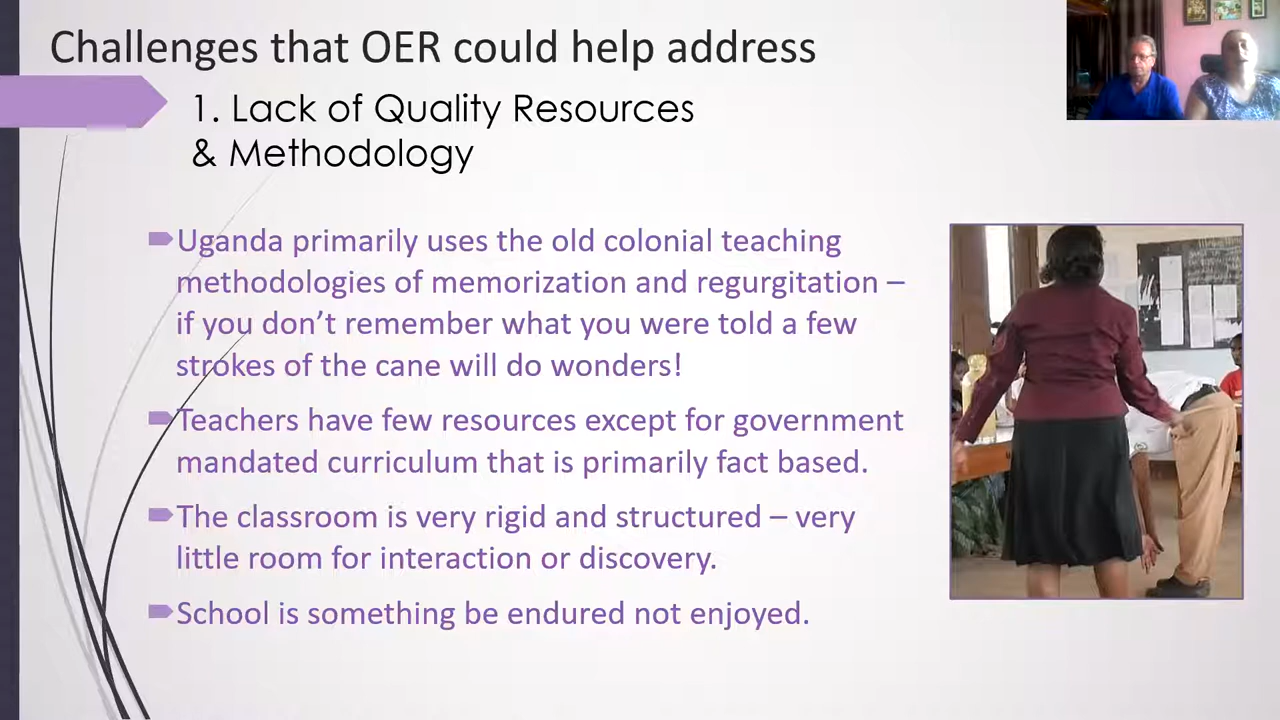 Challenges that OER could help address
1. Lack of Quality Resources
& Methodology
Uganda primarily uses the old colonial teaching
methodologies of memorization and regurgitation –
if you don’t remember what you were told a few
strokes of the cane will do wonders!
Teachers have few resources except for government
mandated curriculum that is primarily fact based.
The classroom is very rigid and structured – very
little room for interaction or discovery.
School is something be endured not enjoyed.